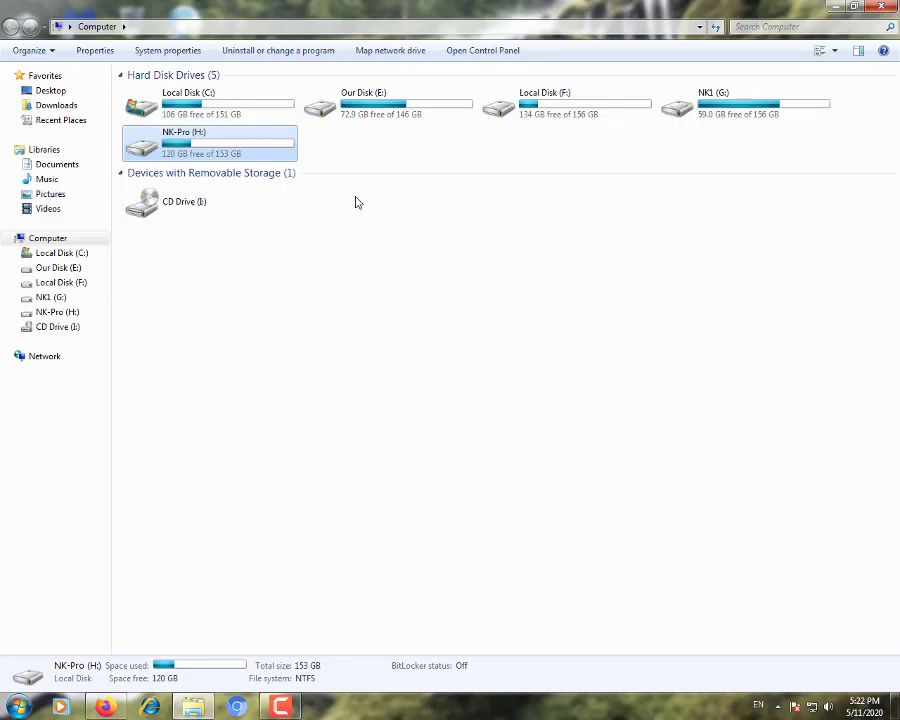 Computer
Search Computer
Organize Properties System properties Uninstall or change a program Map network drive Open Control Panel
Favorites
Desktop
Downloads
Recent Places
Libraries
Documents
Music
Pictures
Videos
Computer
Local Disk (C:)
Our Disk (E:)
Local Disk (F:)
NK1 (G:)
NK-Pro (H:)
CD Drive (I:)
Network
Hard Disk Drives (5)
Local Disk (C:)
106 GB free of 151 GB
Our Disk (E:)
72.9 GB free of 146 GB
Local Disk (F:)
134 GB free of 156 GB
NK1 (G:)
59.0 GB free of 156 GB
NK-Pro (H:)
120 GB free of 153 GB
Devices with Removable Storage (1)
CD Drive (I:)
NK-Pro (H:) Space used: Total size: 153 GB BitLocker status: Off
Local Disk Space free: 120 GB File system: NTFS
EN
5:22 PM
5/11/2020